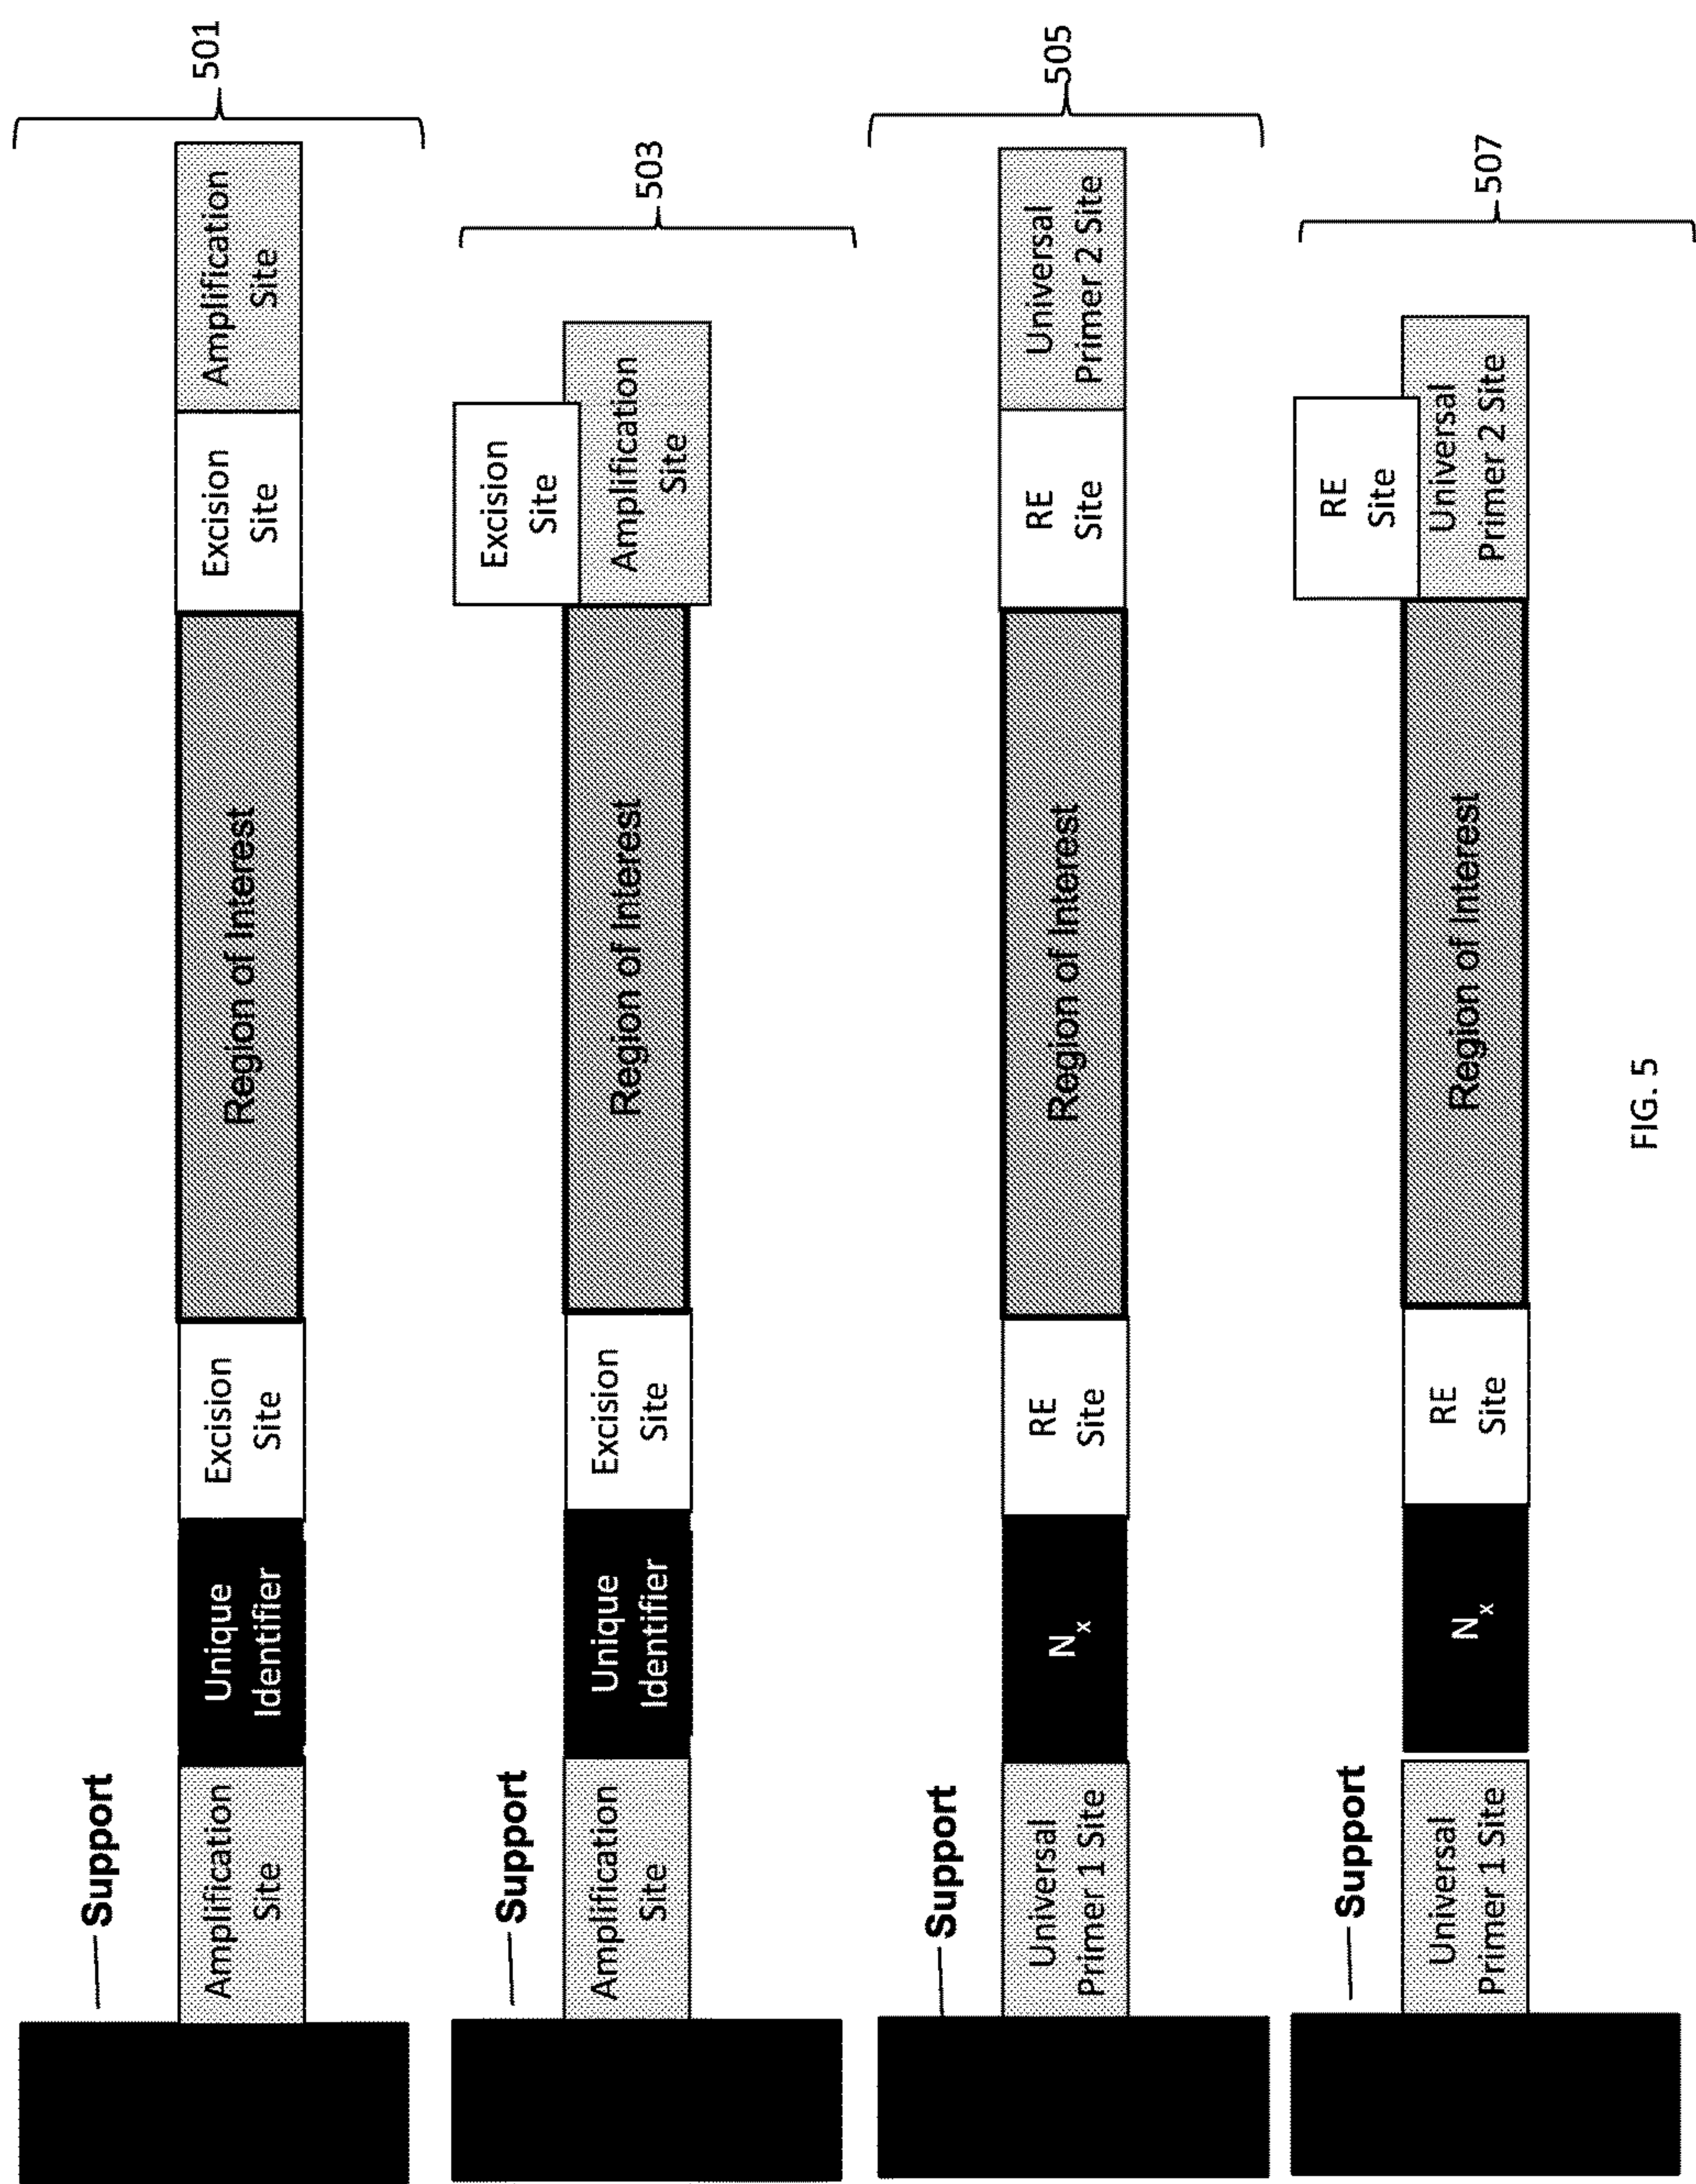 Support
Amplification
Site
Unique
Identifier
Excision
Site
Region of Interest
Excision
Site
Amplification
Site
501
Support
Amplification
Site
Unique
Identifier
Excision
Site
Region of Interest
Excision
Site
Amplification
Site
503
Support
Universal
Primer 1 Site
Nx
RE
Site
Region of Interest
RE
Site
Universal
Primer 2 Site
505
Support
Universal
Primer 1 Site
Nx
RE
Site
Region of Interest
RE
Site
Universal
Primer 2 Site
507
FIG. 5